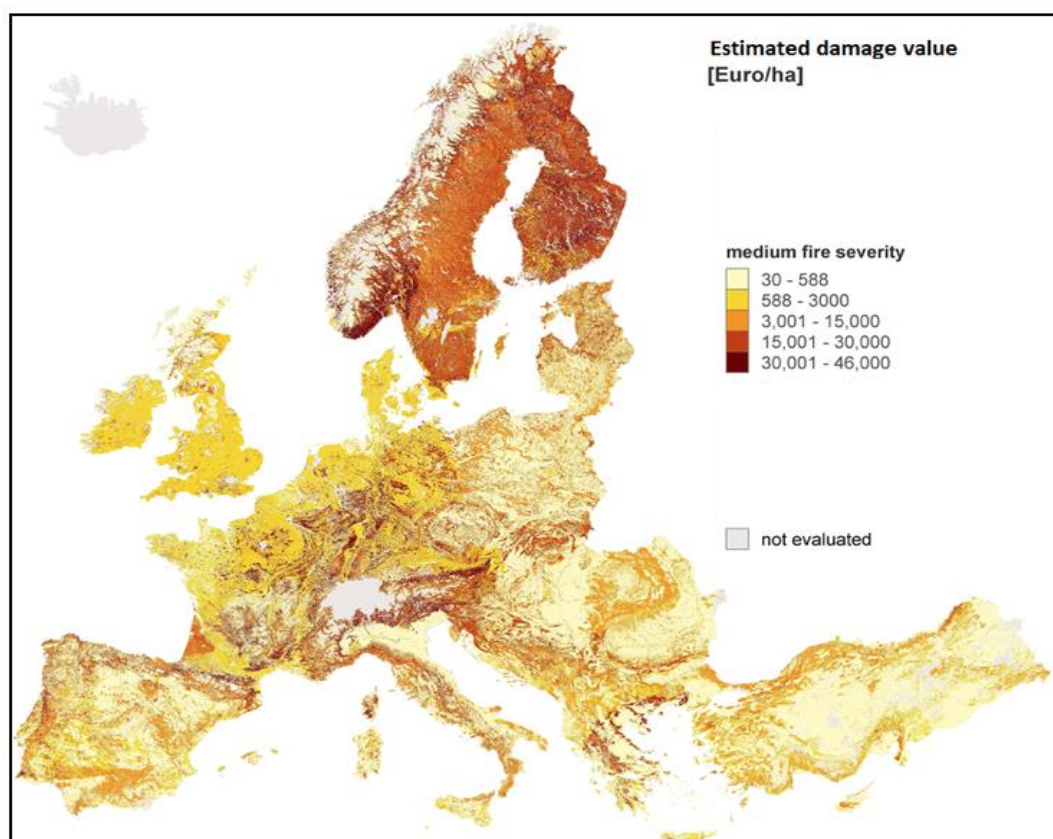 Estimated damage value
[Euro/ha]
medium fire severity
30 - 588
588 - 3000
3,001 - 15,000
15,001 - 30,000
30,001 - 46,000
not evaluated